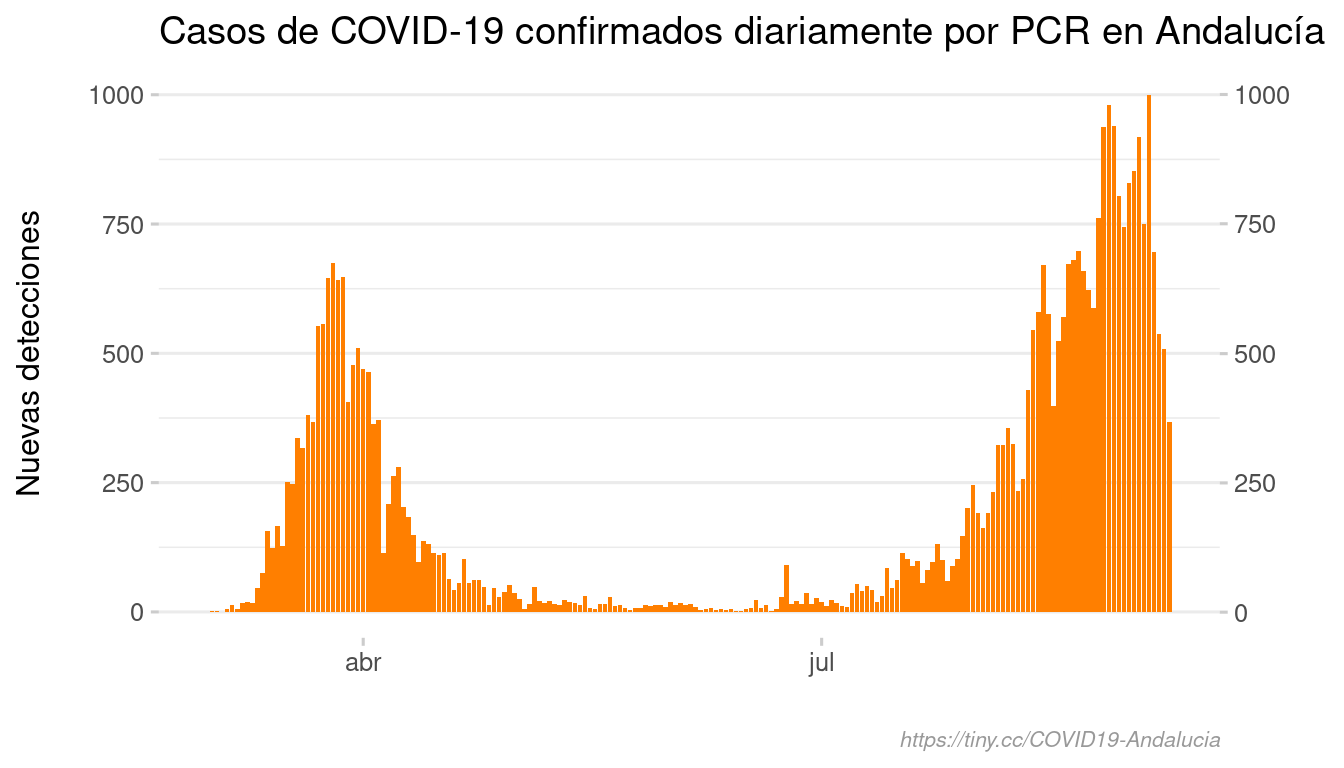 Casos de COVID-19 confirmados diariamente por PCR en Andalucía
Nuevas detecciones
1000
750
500
250
0
1000
750
500
250
0
abr
jul
https://tiny.cc/COVID19-Andalucia